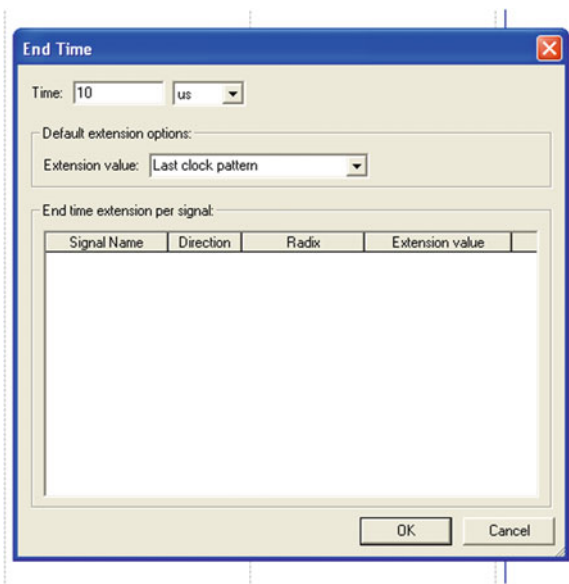 End Time
Time: 10 us
Default extension options:
Extension value: Last clock pattern
End time extension per signal:
Signal Name Direction Radix Extension value
OK Cancel